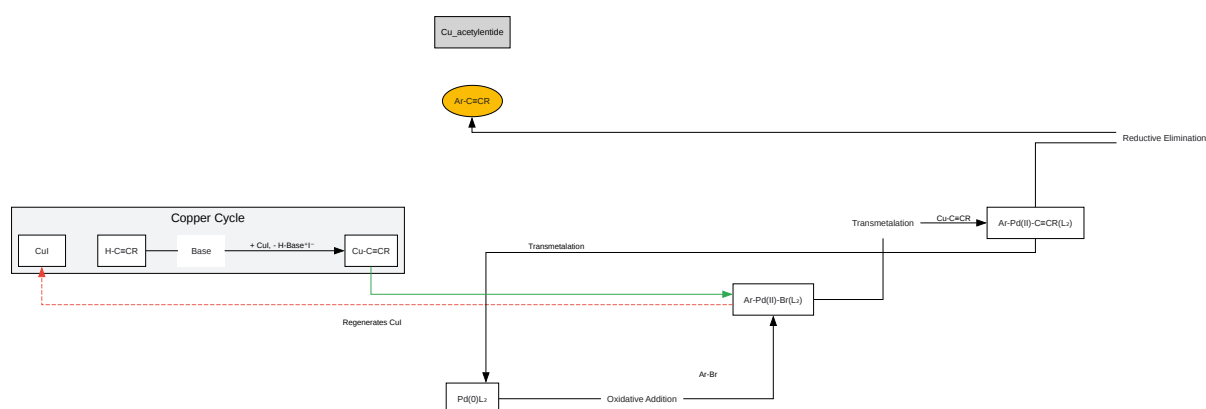 Cu_acetylentide
Ar-C≡CR
Reductive Elimination
Copper Cycle
Transmetalation
Cu-C≡CR
Ar-Pd(II)-C≡CR(L₂)
CuI
H-C≡CR
Base
+ CuI, - H-Base⁺I⁻
Cu-C≡CR
Transmetalation
Ar-Pd(II)-Br(L₂)
Regenerates CuI
Ar-Br
Pd(0)L₂
Oxidative Addition